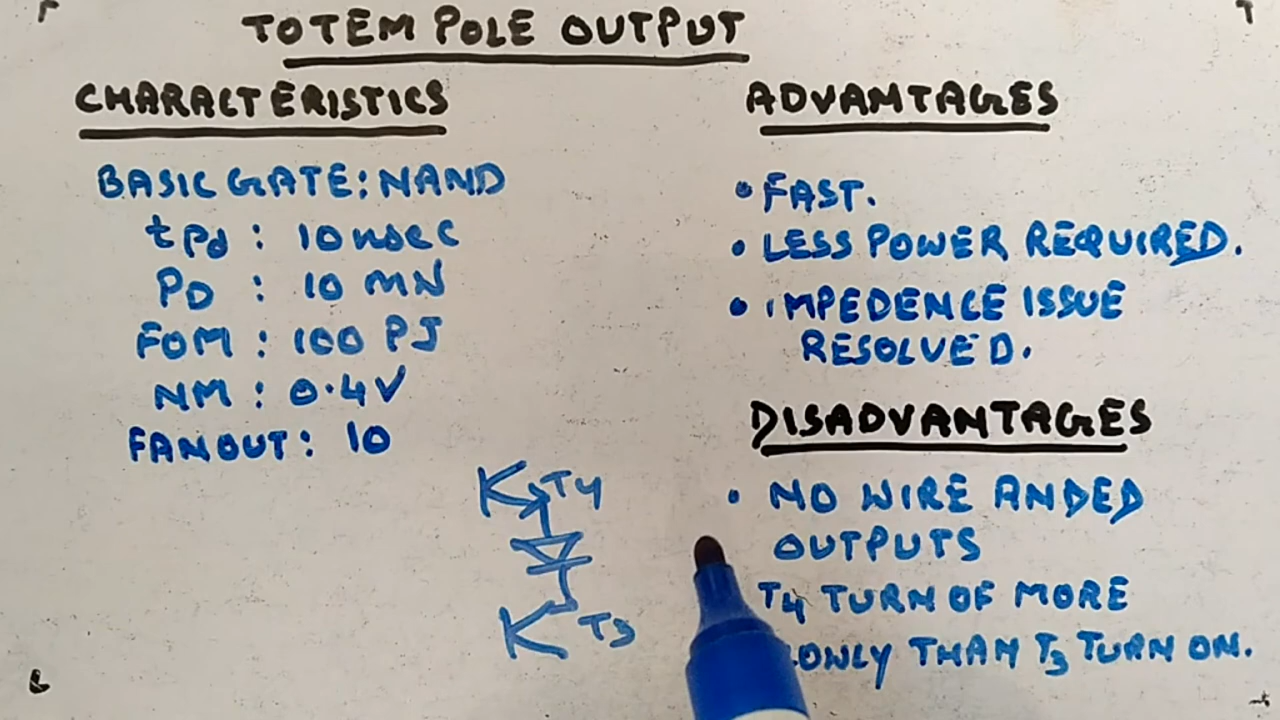 TOTEM POLE OUTPUT
CHARACTERISTICS
BASIC GATE: NAND
tpd : 10 nsec
PD : 10 MW
FOM : 100 PJ
NM : 0.4V
FANOUT: 10
T4
T3
ADVANTAGES
• FAST.
• LESS POWER REQUIRED.
• IMPEDENCE ISSUE
RESOLVED.
DISADVANTAGES
• NO WIRE ANDED
OUTPUTS
T4 TURN OF MORE
THAN T3 TURN ON.